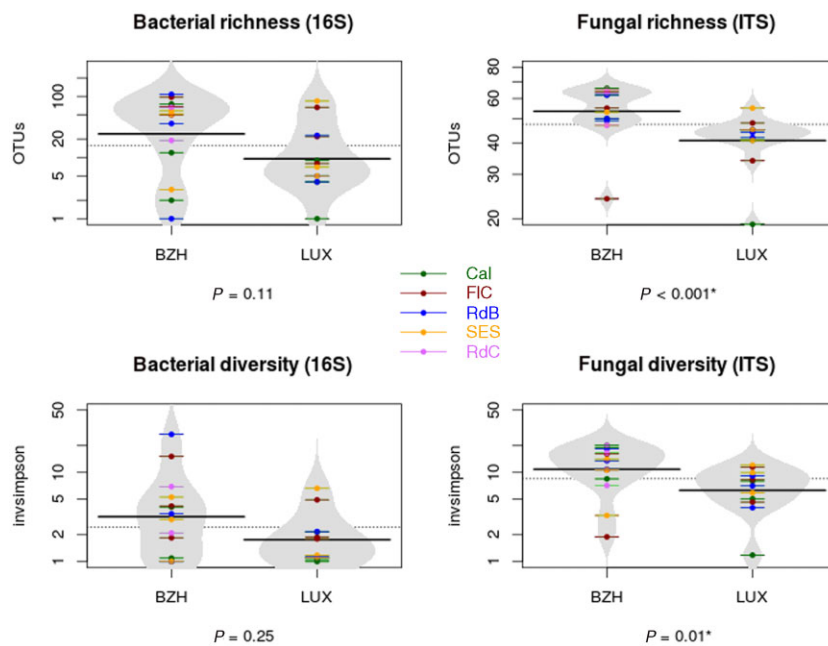 Bacterial richness (16S)
OTUs
100
20
5
1
BZH LUX
P = 0.11
Fungal richness (ITS)
OTUs
80
60
40
30
20
BZH LUX
P < 0.001*
Cal
FIC
RdB
SES
RdC
Bacterial diversity (16S)
invsimpson
50
10
5
2
1
BZH LUX
P = 0.25
Fungal diversity (ITS)
invsimpson
50
10
5
2
1
BZH LUX
P = 0.01*